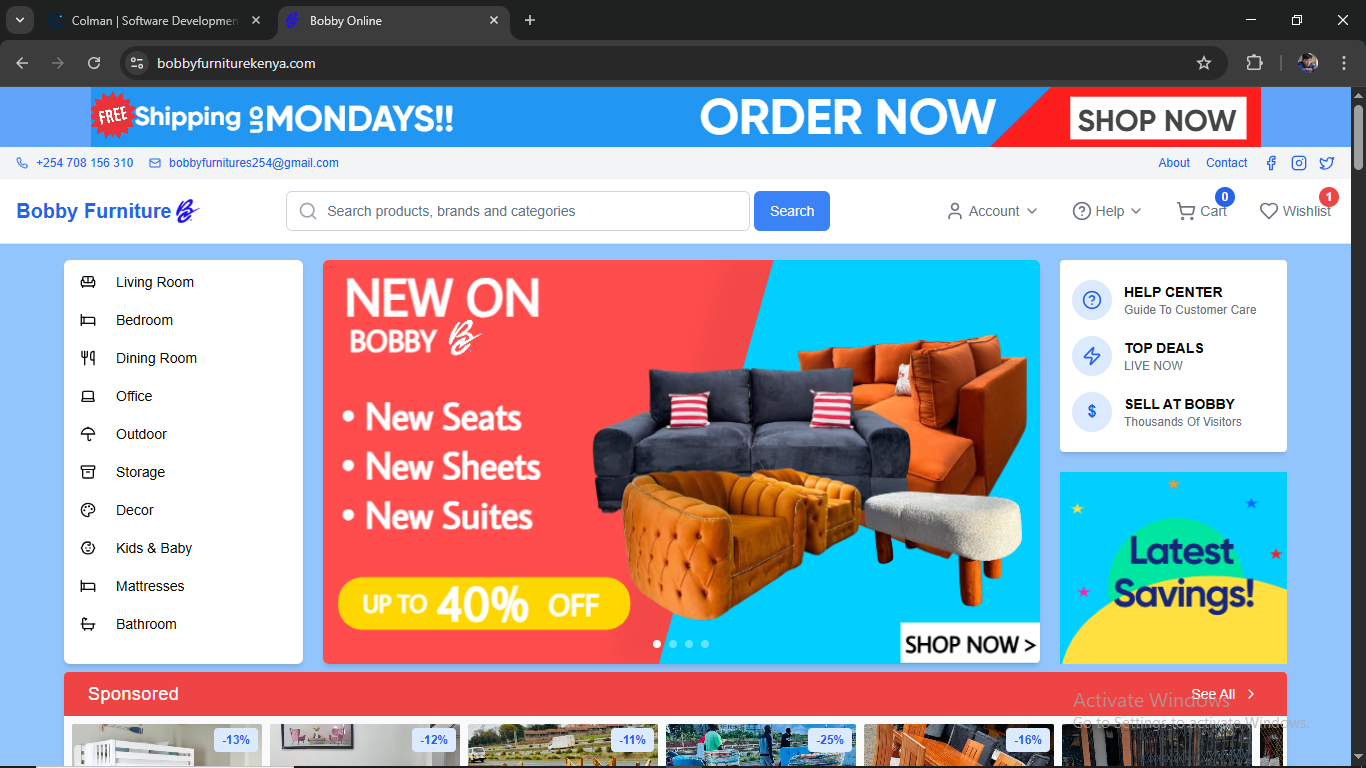 Colman | Software Developmen
Bobby Online
bobbyfurniturekenya.com
FREE Shipping on MONDAYS!!
ORDER NOW
SHOP NOW
+254 708 156 310
bobbyfurnitures254@gmail.com
About
Contact
Bobby Furniture
Search products, brands and categories
Search
Account
Help
0
Cart
1
Wishlist
Living Room
Bedroom
Dining Room
Office
Outdoor
Storage
Decor
Kids & Baby
Mattresses
Bathroom
NEW ON
BOBBY
• New Seats
• New Sheets
• New Suites
UP TO 40% OFF
SHOP NOW >
HELP CENTER
Guide To Customer Care
TOP DEALS
LIVE NOW
SELL AT BOBBY
Thousands Of Visitors
Latest
Savings!
Sponsored
See All
Activate Windows
Go to Settings to activate Windows.
-13%
-12%
-11%
-25%
-16%